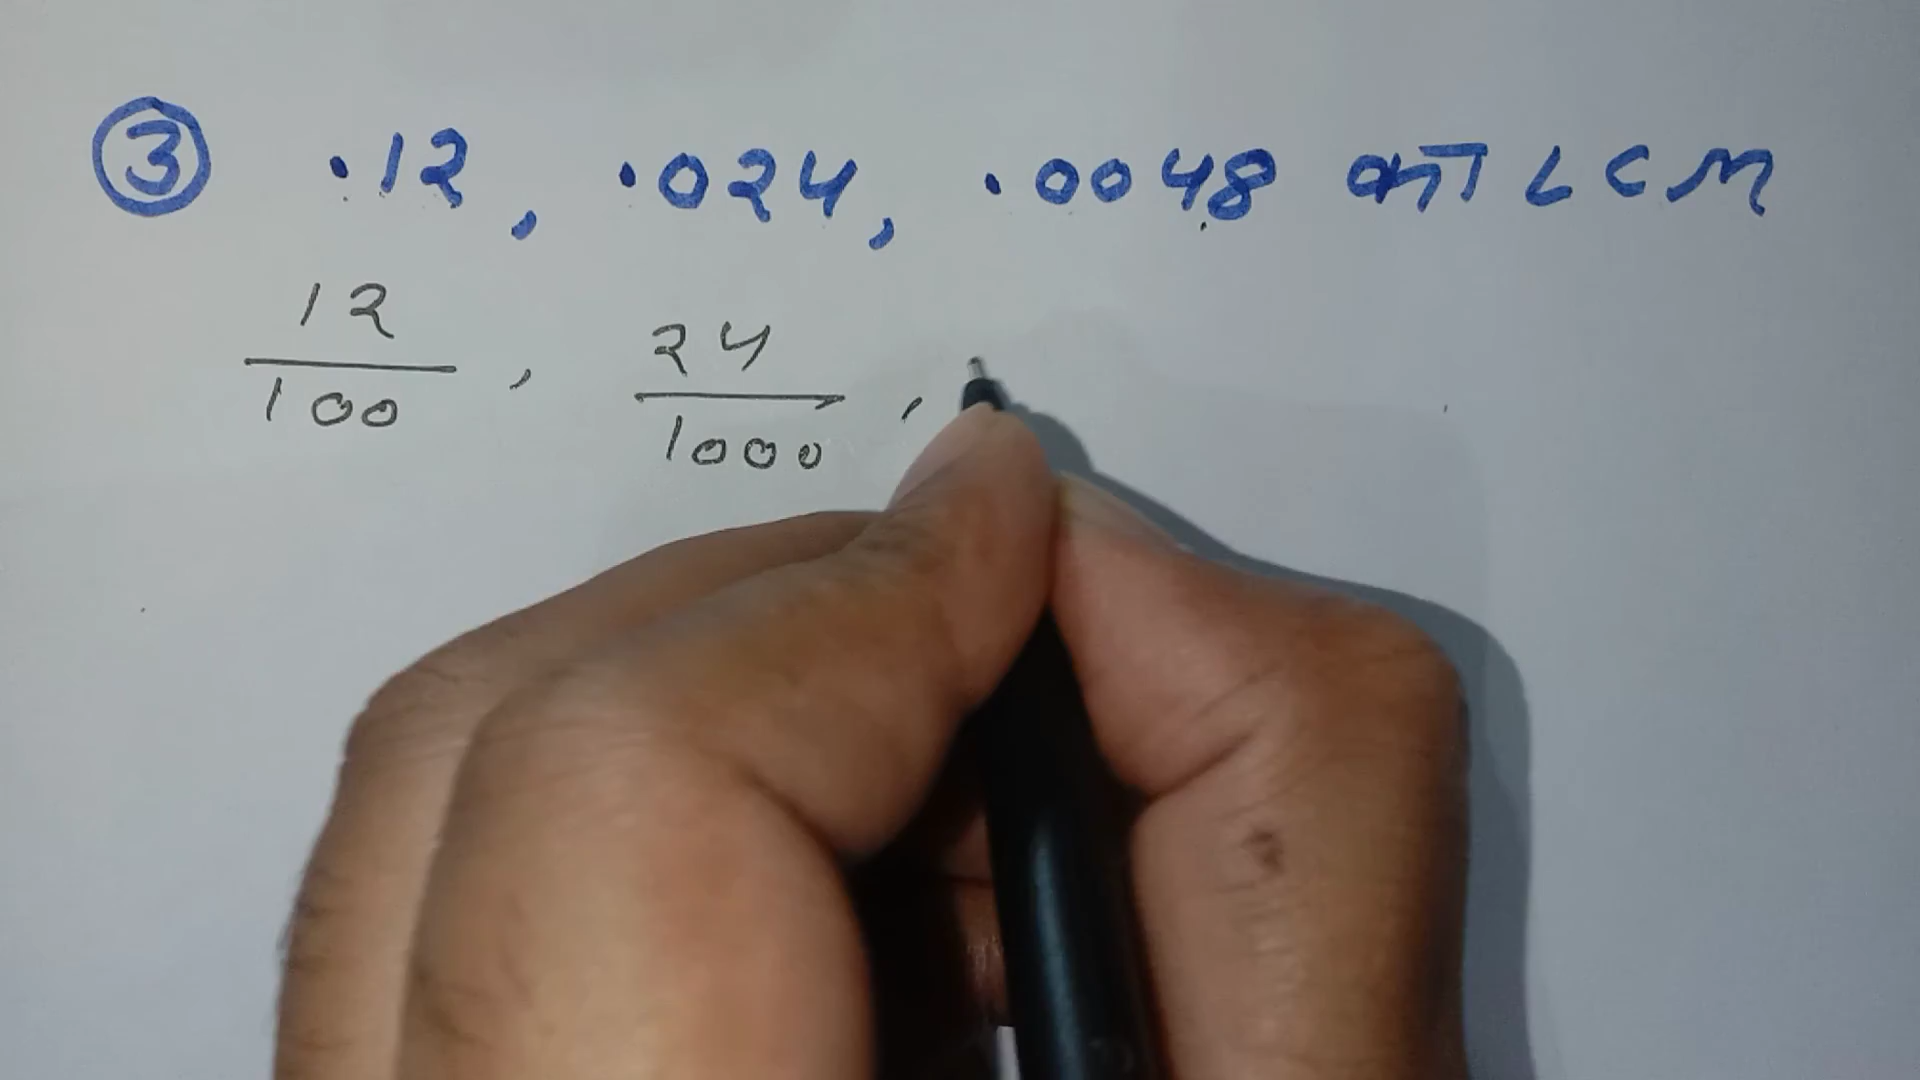 ③ .12, .024, .0048 का LCM
12/100, 24/1000,